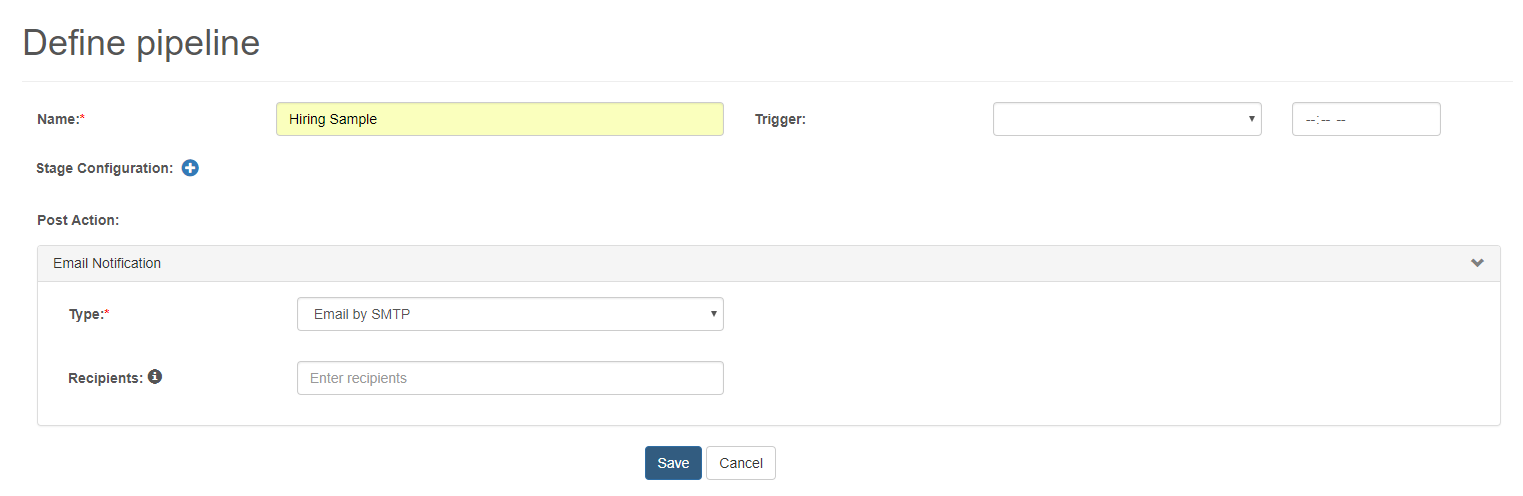 Define pipeline
Name:* Hiring Sample Trigger: --:-- --
Stage Configuration:
Post Action:
Email Notification
Type:* Email by SMTP
Recipients: Enter recipients
Save Cancel